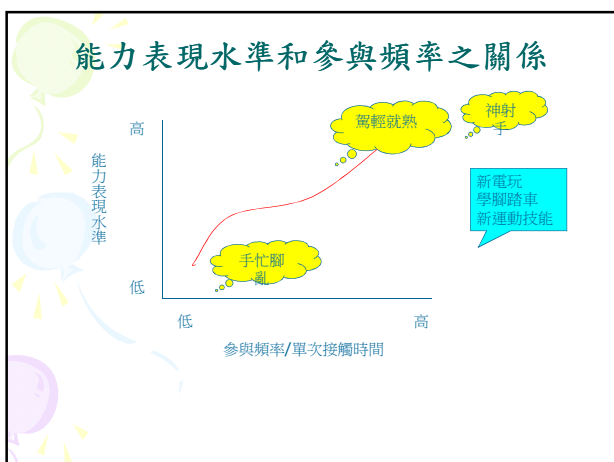 能力表現水準和參與頻率之關係
高
駕輕就熟
神射
手
能力表現水準
新電玩
學腳踏車
新運動技能
手忙腳
亂
低
低
高
參與頻率/單次接觸時間